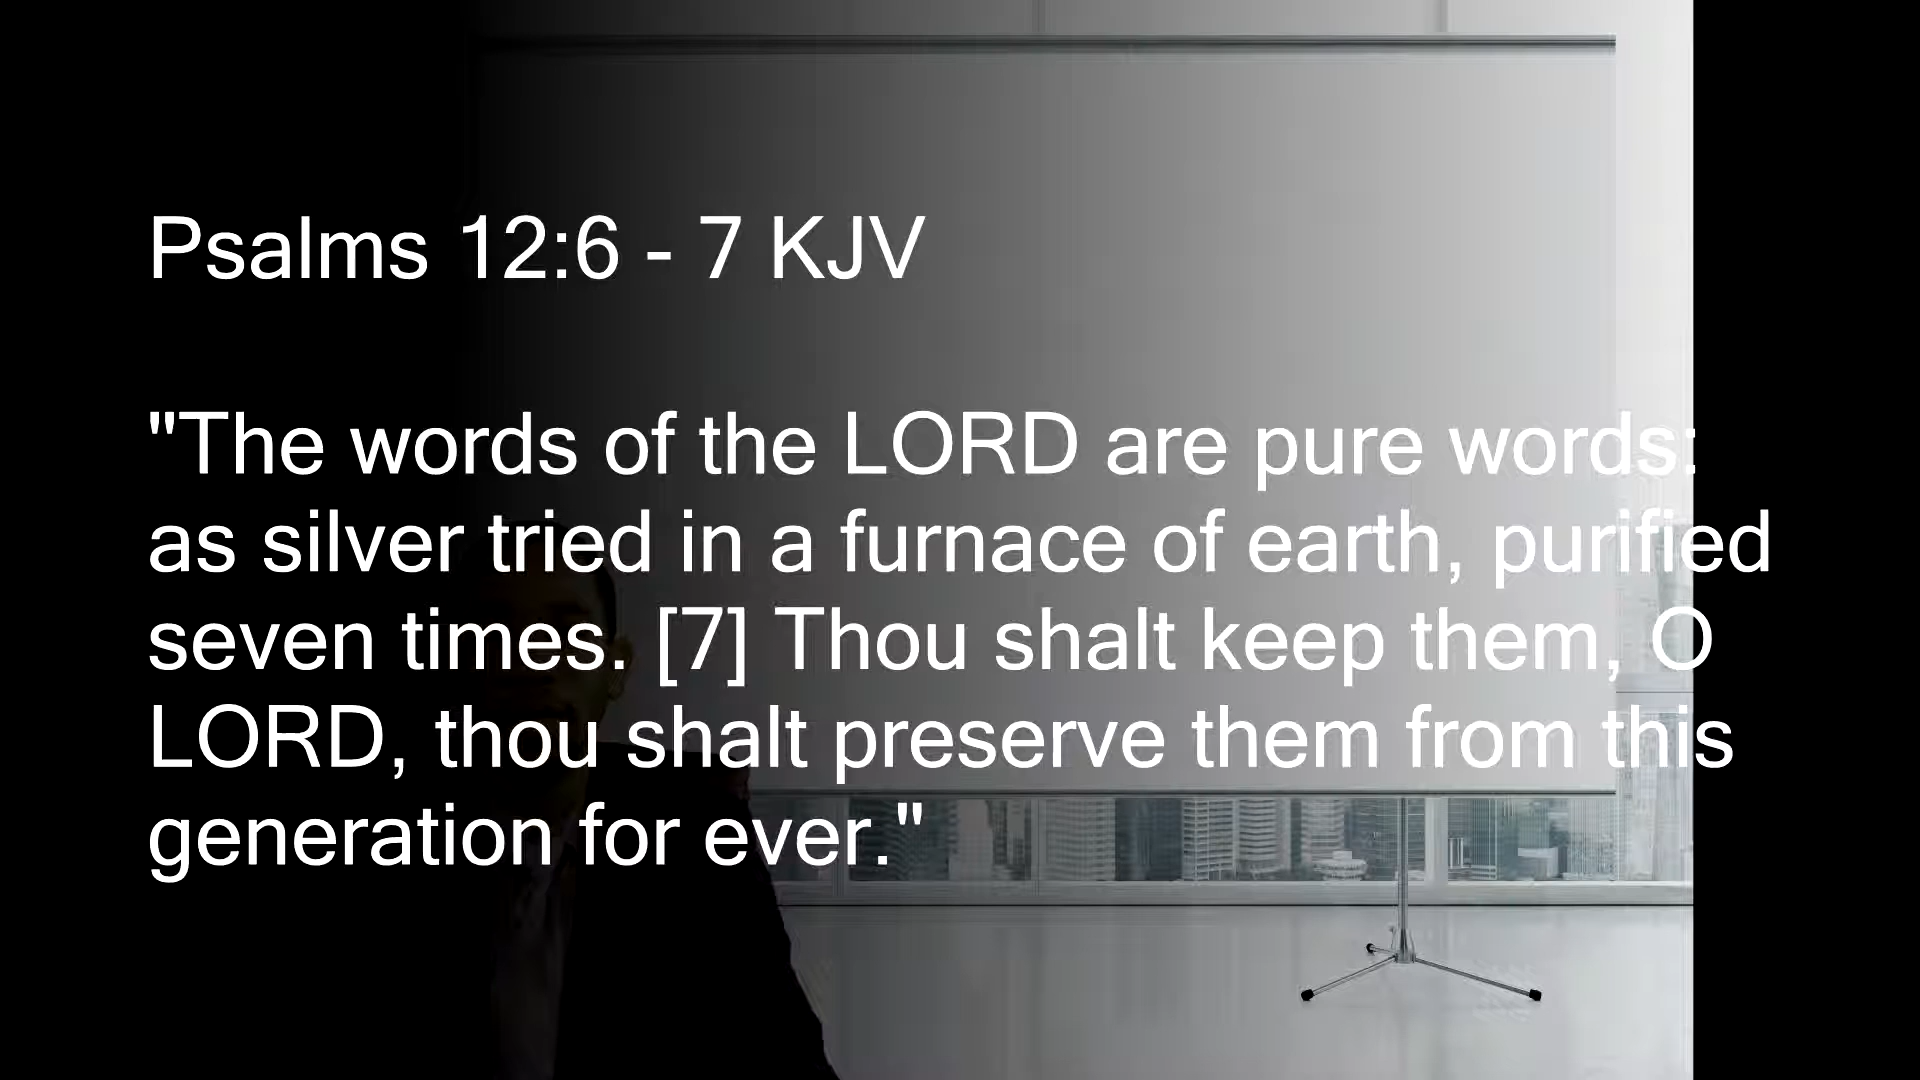 Psalms 12:6 - 7 KJV
"The words of the LORD are pure words:
as silver tried in a furnace of earth, purified
seven times. [7] Thou shalt keep them, O
LORD, thou shalt preserve them from this
generation for ever."